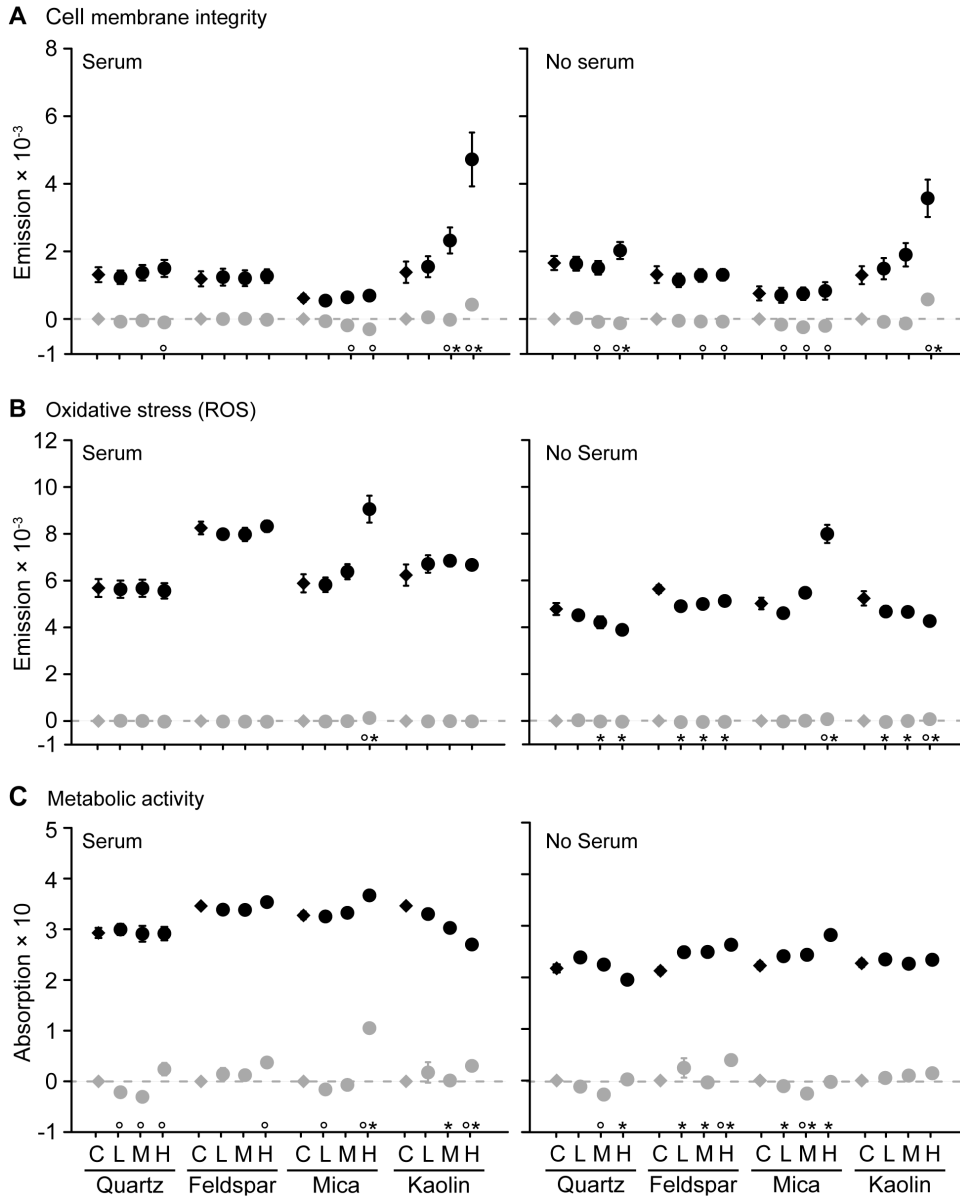 A Cell membrane integrity
Serum
No serum
Emission × 10⁻³
8
6
4
2
0
-1
° ° ° °* °*
° °* ° ° ° ° ° °*
B Oxidative stress (ROS)
Serum
No Serum
Emission × 10⁻³
12
10
8
6
4
2
0
-1
°*
* * * * * °* * * °*
C Metabolic activity
Serum
No Serum
Absorption × 10
5
4
3
2
1
0
-1
° ° ° ° ° °* * °*
° * * * °* * °* *
C L M H C L M H C L M H C L M H
Quartz Feldspar Mica Kaolin
C L M H C L M H C L M H C L M H
Quartz Feldspar Mica Kaolin